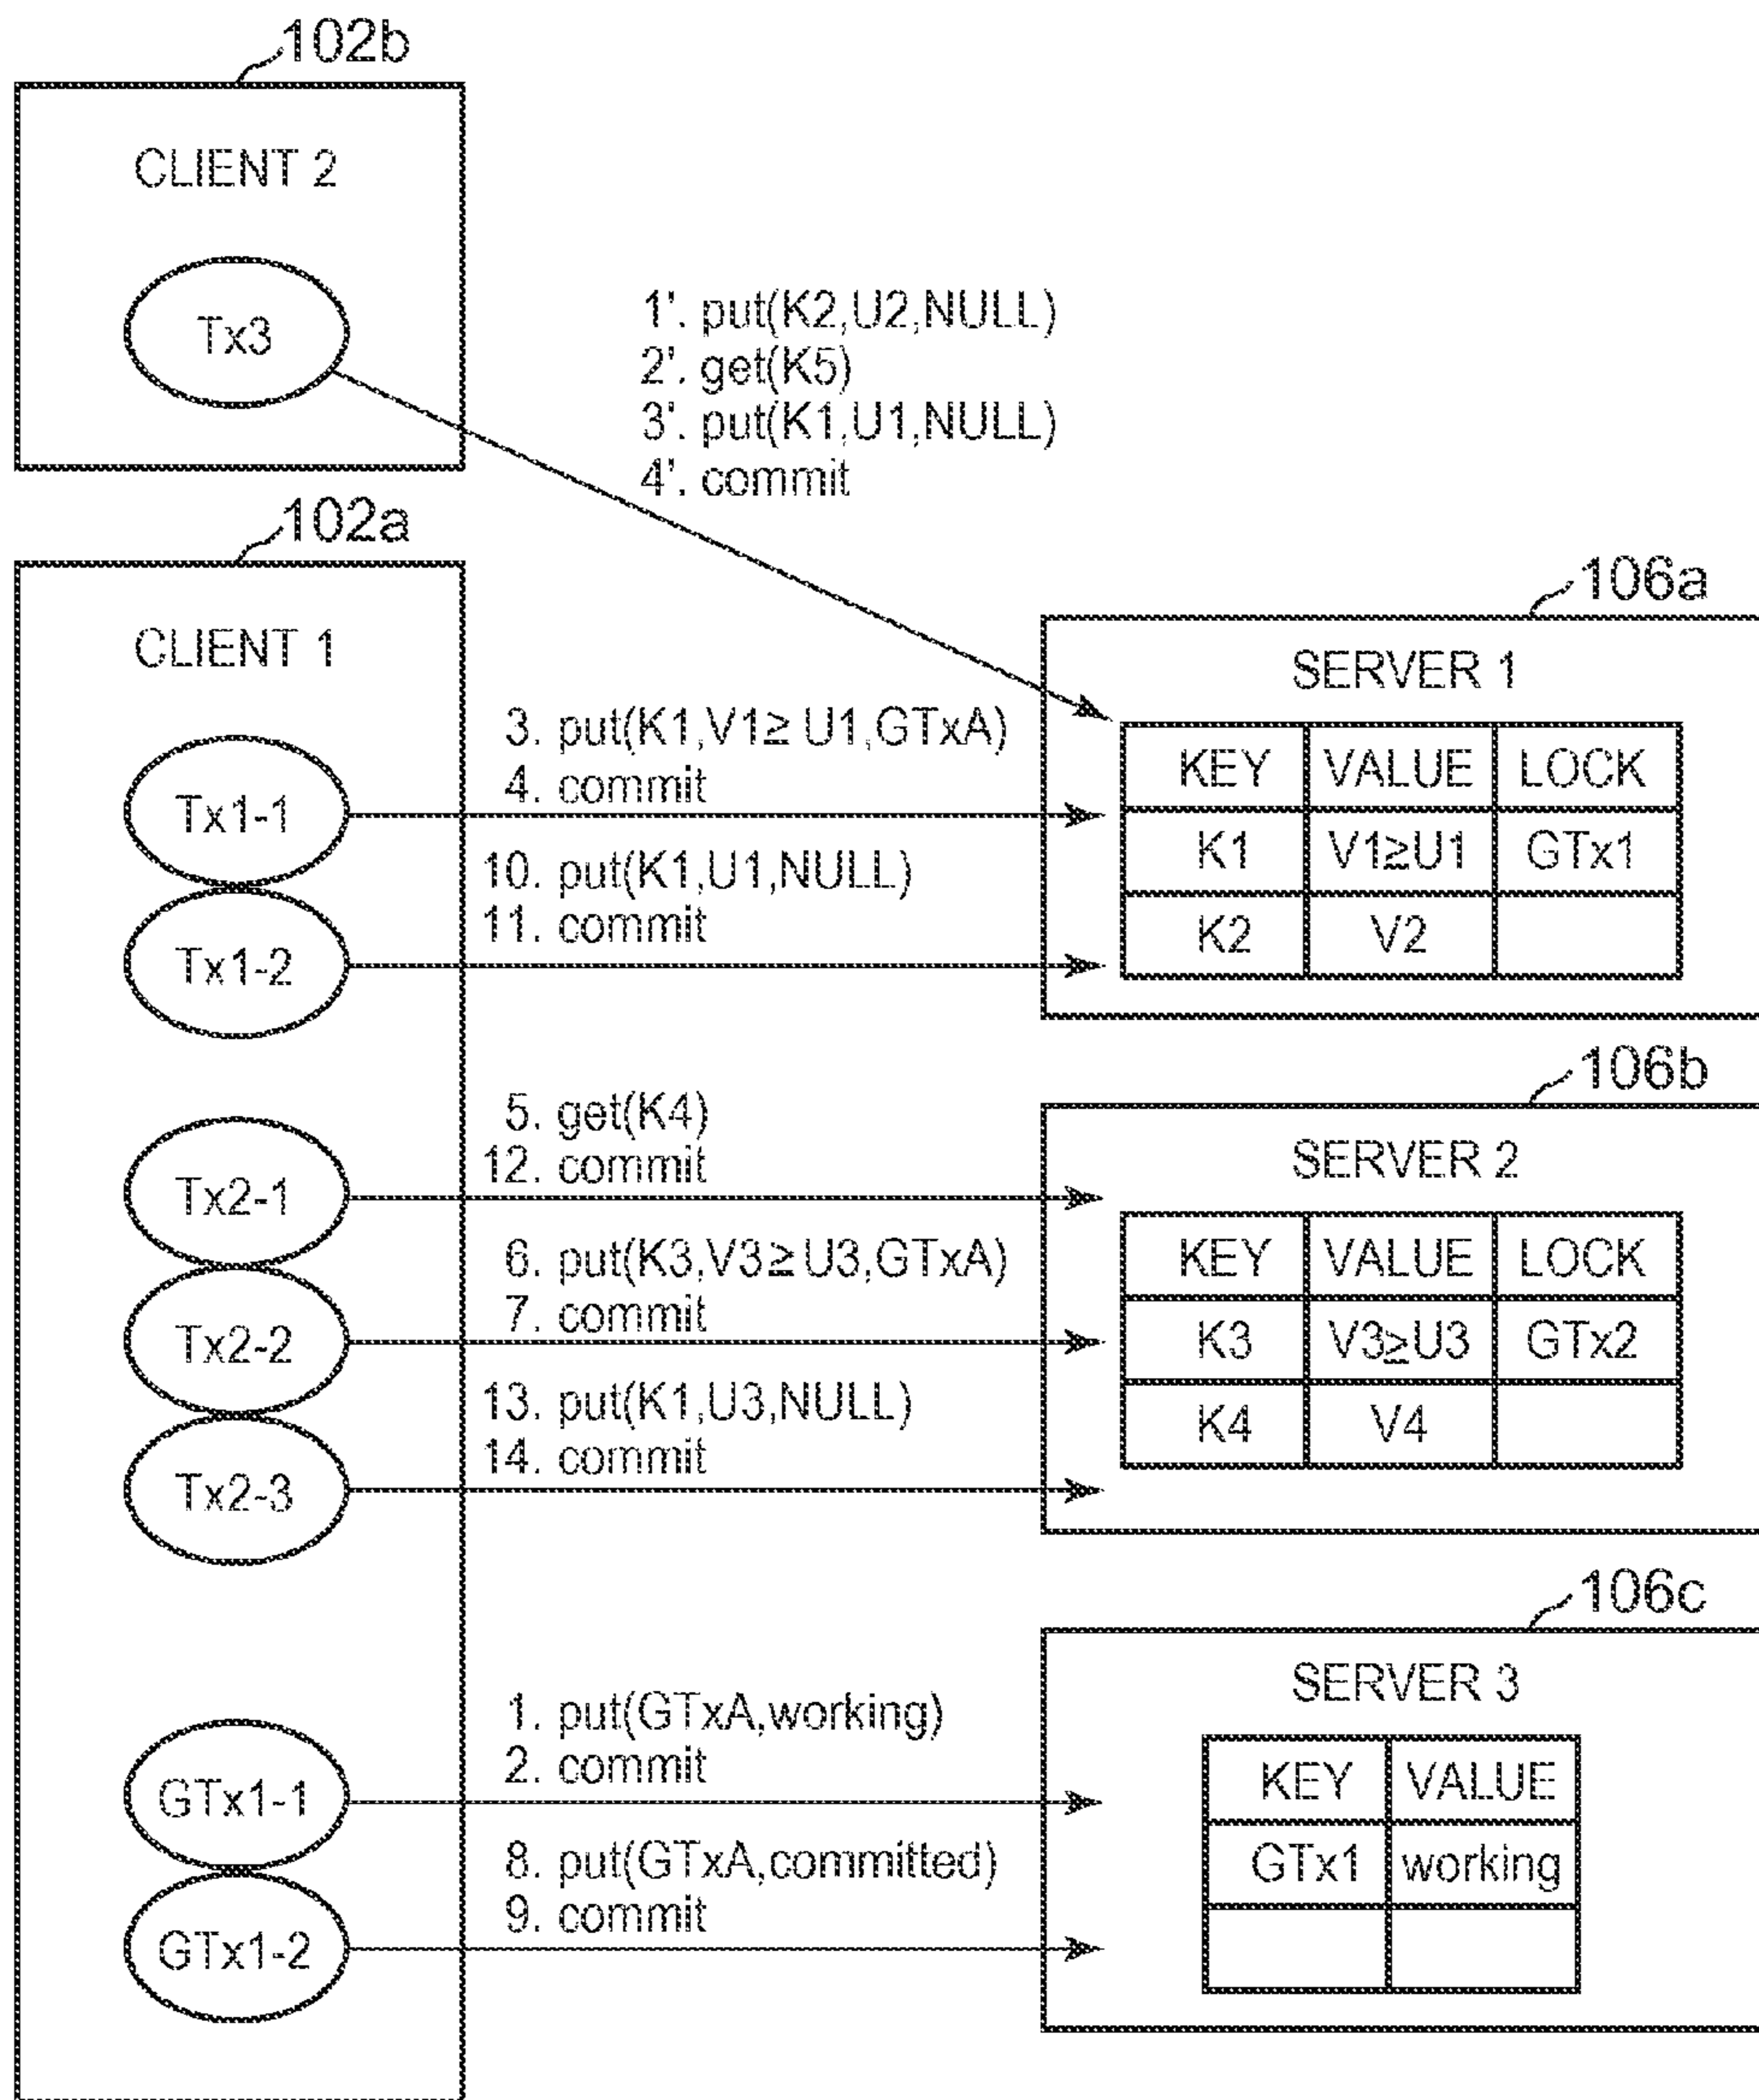 102b
CLIENT 2
Tx3
1'. put(K2,U2,NULL)
2'. get(K5)
3'. put(K1,U1,NULL)
4'. commit
102a
CLIENT 1
Tx1-1
3. put(K1,V1≧ U1,GTxA)
4. commit
Tx1-2
10. put(K1,U1,NULL)
11. commit
Tx2-1
5. get(K4)
12. commit
Tx2-2
6. put(K3,V3≧ U3,GTxA)
7. commit
Tx2-3
13. put(K1,U3,NULL)
14. commit
GTx1-1
1. put(GTxA,working)
2. commit
GTx1-2
8. put(GTxA,committed)
9. commit
106a
SERVER 1
KEY VALUE LOCK
K1 V1≧U1 GTx1
K2 V2
106b
SERVER 2
KEY VALUE LOCK
K3 V3≧U3 GTx2
K4 V4
106c
SERVER 3
KEY VALUE
GTx1 working